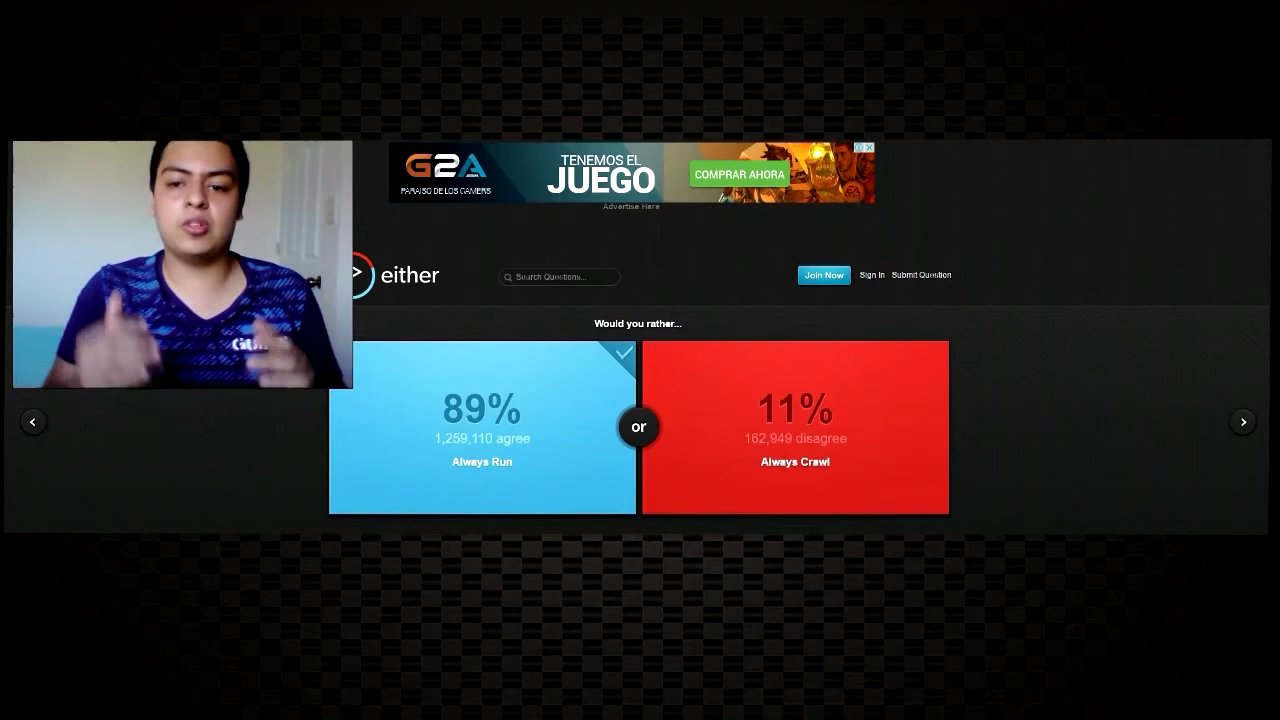 G2A
.COM
PARAISO DE LOS GAMERS
TENEMOS EL
JUEGO
COMPRAR AHORA
EA
Advertise Here
either
Search Questions...
Join Now
Sign In
Submit Question
Would you rather...
89%
1,259,110 agree
Always Run
or
11%
162,949 disagree
Always Crawl